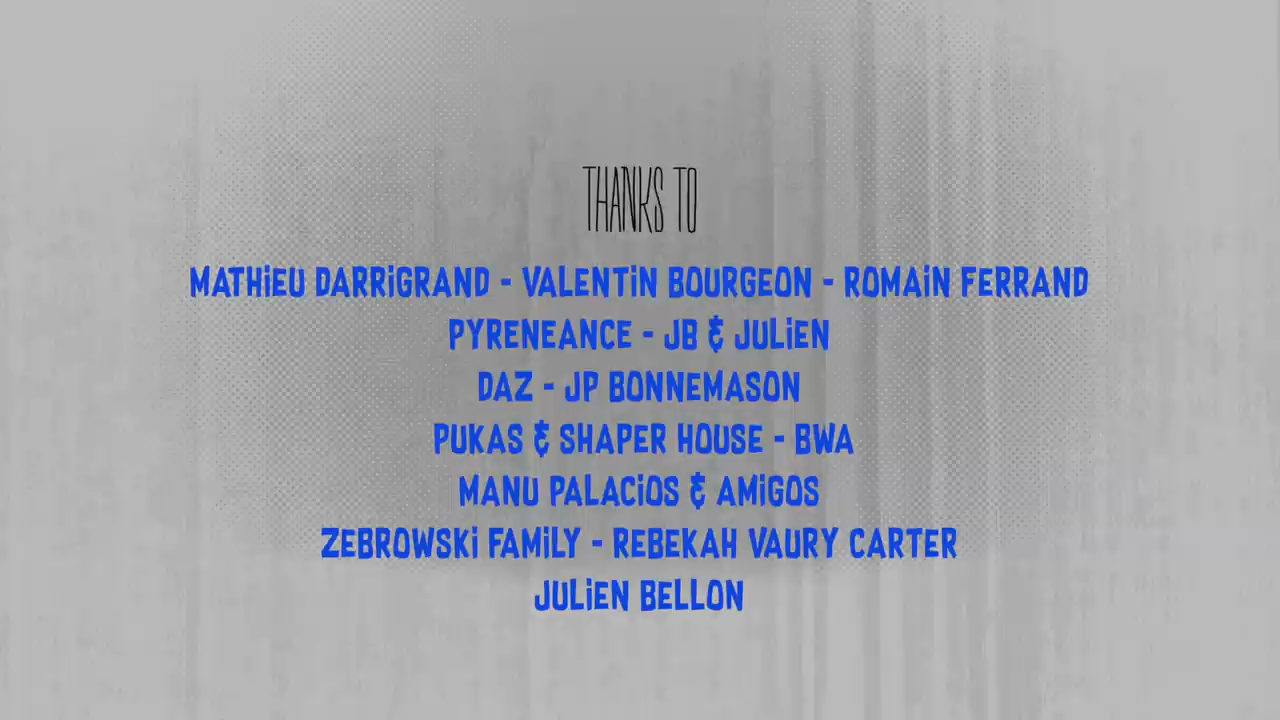 THANKS TO
MATHiEU DARRiGRAND - VALENTiN BOURGEON - ROMAiN FERRAND
PYRENEANCE - JB & JULiEN
DAZ - JP BONNEMASON
PUKAS & SHAPER HOUSE - BWA
MANU PALACiOS & AMiGOS
ZEBROWSKi FAMiLY - REBEKAH VAURY CARTER
JULiEN BELLON